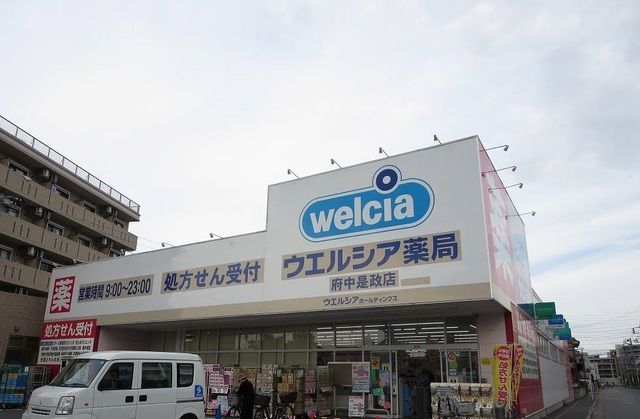 welcia
ウエルシア薬局
府中是政店
ウエルシアホールディングス
薬
営業時間 9:00~23:00
処方せん受付
処方せん受付